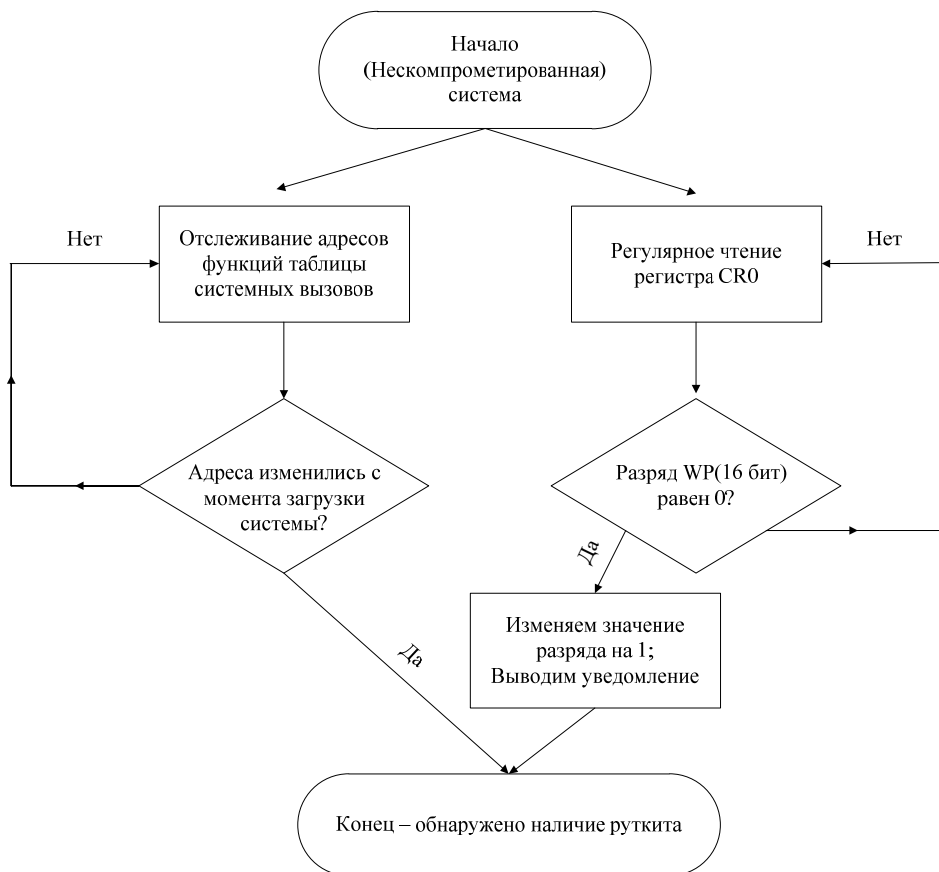 Начало
(Нескомпрометированная)
система
Нет
Отслеживание адресов
функций таблицы
системных вызовов
Регулярное чтение
регистра CR0
Нет
Адреса изменились с
момента загрузки
системы?
Разряд WP(16 бит)
равен 0?
Да
Изменяем значение
разряда на 1;
Выводим уведомление
Да
Конец – обнаружено наличие руткита